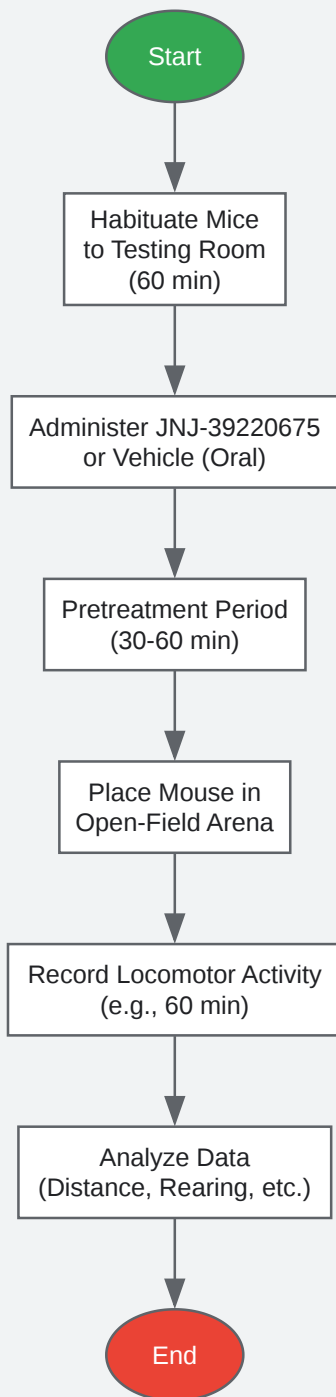 Start
Habituate Mice
to Testing Room
(60 min)
Administer JNJ-39220675
or Vehicle (Oral)
Pretreatment Period
(30-60 min)
Place Mouse in
Open-Field Arena
Record Locomotor Activity
(e.g., 60 min)
Analyze Data
(Distance, Rearing, etc.)
End